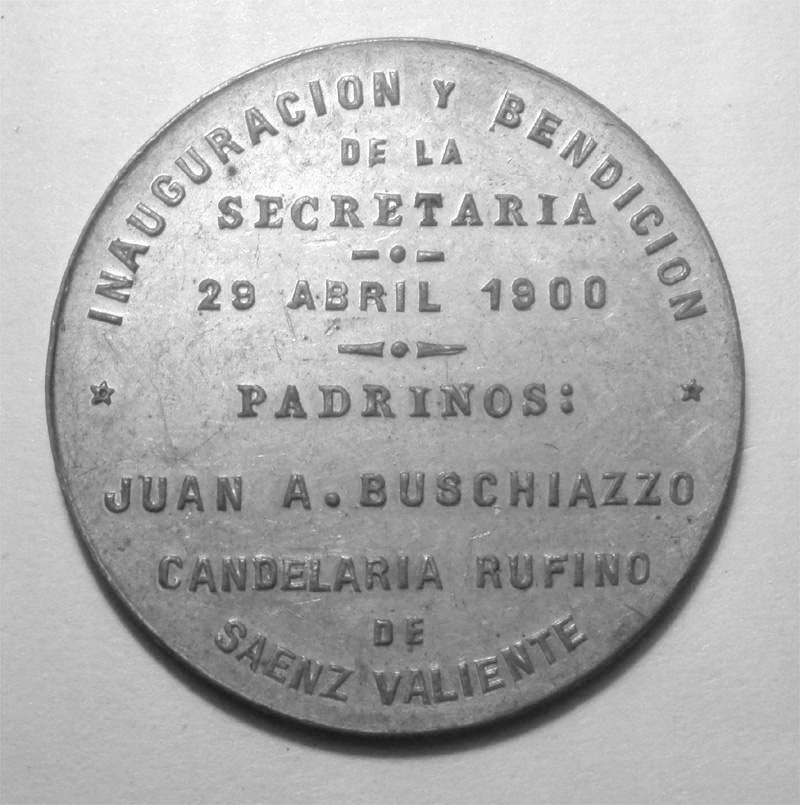 INAUGURACION Y BENDICION
DE LA
SECRETARIA
29 ABRIL 1900
PADRINOS:
JUAN A. BUSCHIAZZO
CANDELARIA RUFINO
DE
SAENZ VALIENTE